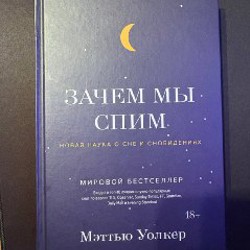 ЗАЧЕМ МЫ
СПИМ
НОВАЯ НАУКА О СНЕ И СНОВИДЕНИЯХ
МИРОВОЙ БЕСТСЕЛЛЕР
18+
Мэттью Уолкер